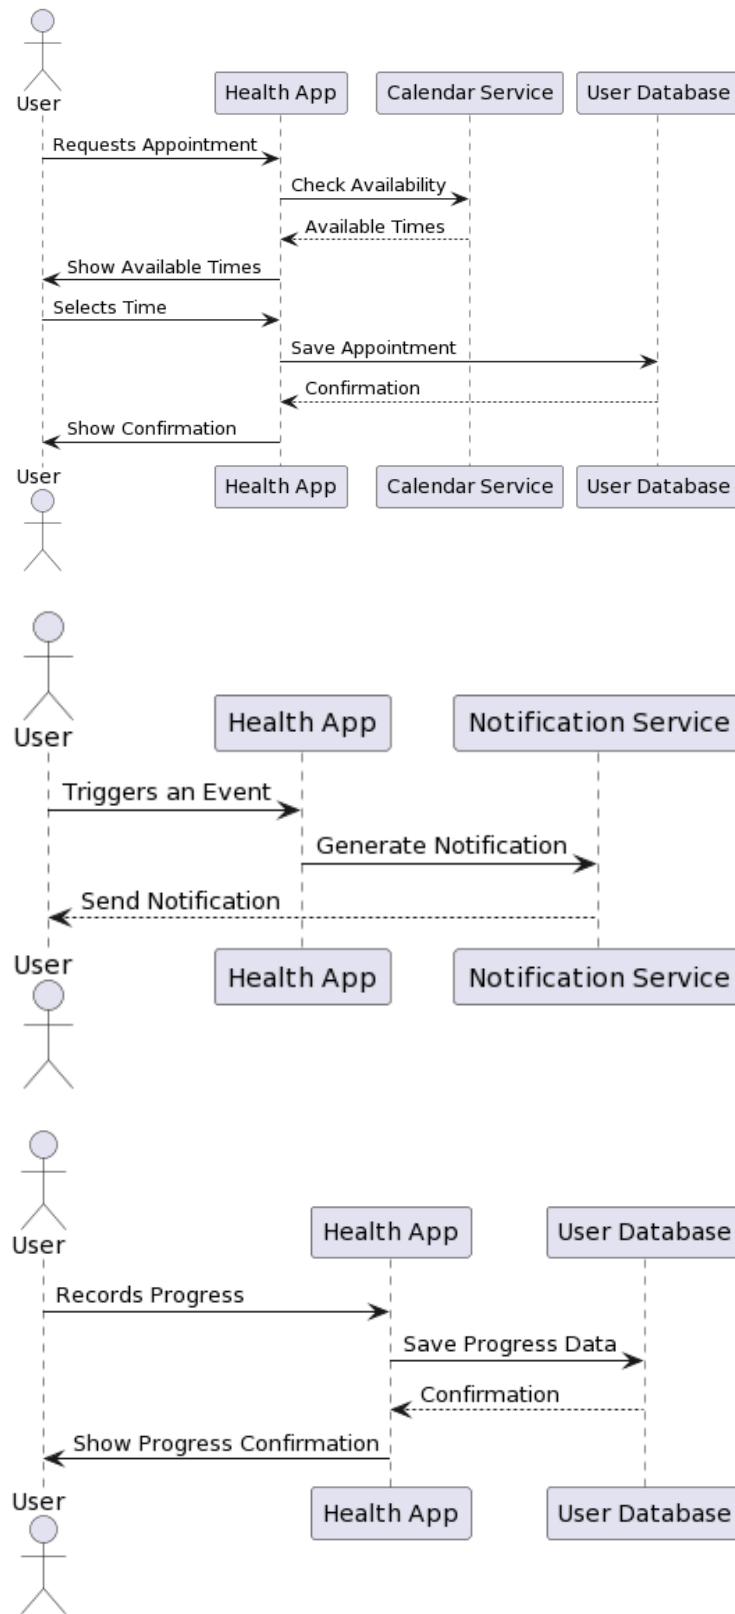 User
Health App
Calendar Service
User Database
Requests Appointment
Check Availability
Available Times
Show Available Times
Selects Time
Save Appointment
Confirmation
Show Confirmation
User
Health App
Calendar Service
User Database
User
Health App
Notification Service
Triggers an Event
Generate Notification
Send Notification
User
Health App
Notification Service
User
Health App
User Database
Records Progress
Save Progress Data
Confirmation
Show Progress Confirmation
User
Health App
User Database